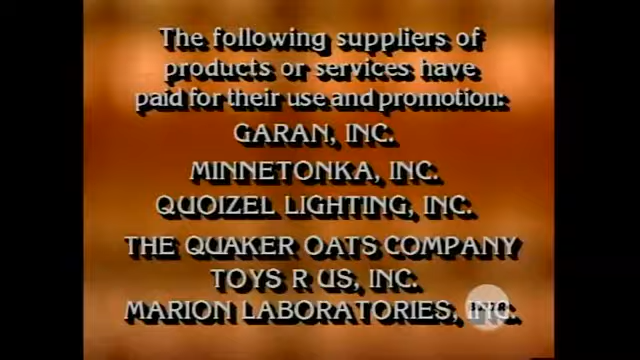 The following suppliers of
products or services have
paid for their use and promotion:
GARAN, INC.
MINNETONKA, INC.
QUOIZEL LIGHTING, INC.
THE QUAKER OATS COMPANY
TOYS R US, INC.
MARION LABORATORIES, INC.